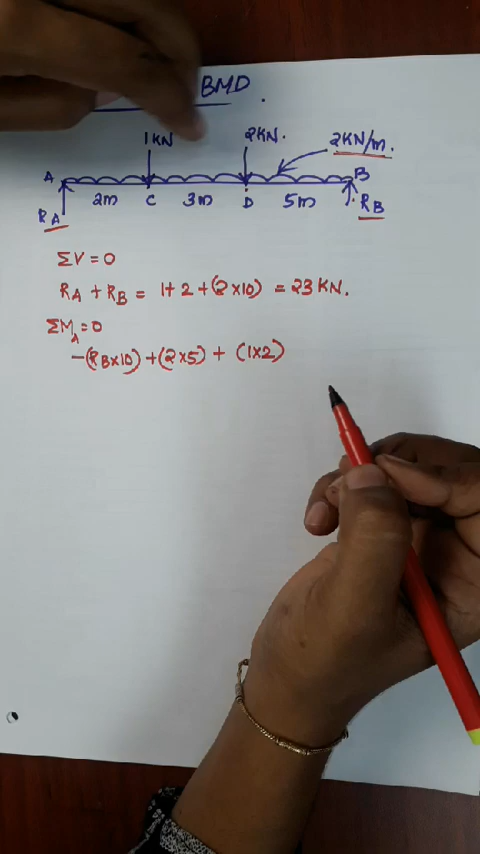 BMD.
1KN 2KN. 2KN/m.
A B
2m C 3m D 5m
RA RB
ΣV = 0
RA + RB = 1 + 2 + (2×10) = 23 KN.
ΣMA = 0
-(RB×10) + (2×5) + (1×2)